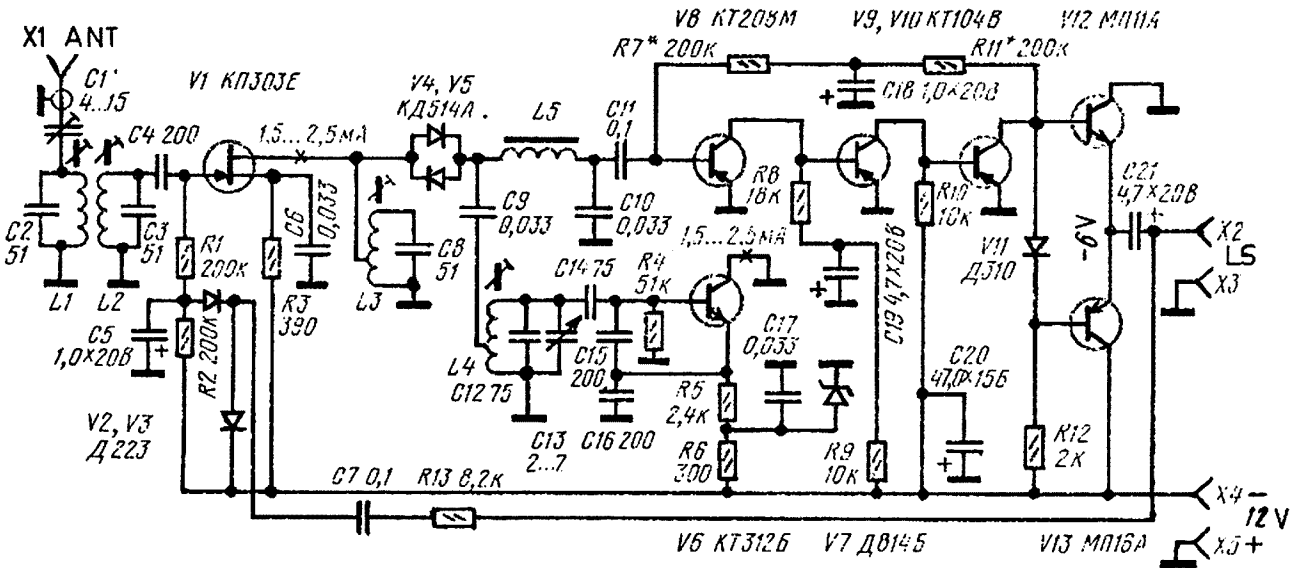 V8 КТ208М
V9, V10 КТ104В
V12 МП11А
X1 ANT
R7* 200к
R11* 200к
C1
4...15
V1 КП303Е
V4, V5
КД514А
L5
C11
0,1
+
C18 1,0×20В
C4 200
1,5...2,5мА
C21
4,7×20В
R8
18к
R10
10к
C9
0,033
C10
0,033
C2
51
C3
51
R1
200к
C6
0,033
C8
51
1,5...2,5мА
-6V
X2
LS
X3
V11
Д310
L1
L2
R3
390
L3
C14 75
R4
51к
+
C19 4,7×20В
C5
1,0×20В
+
R2 200к
C17
0,033
L4
C12 75
C15
200
C20
47,0×15В
R5
2,4к
V2, V3
Д223
C13
2...7
C16 200
R6
300
R9
10к
+
R12
2к
C7 0,1
R13 8,2к
X4 –
12 V
V6 КТ312Б
V7 Д814Б
V13 МП16А
X5 +